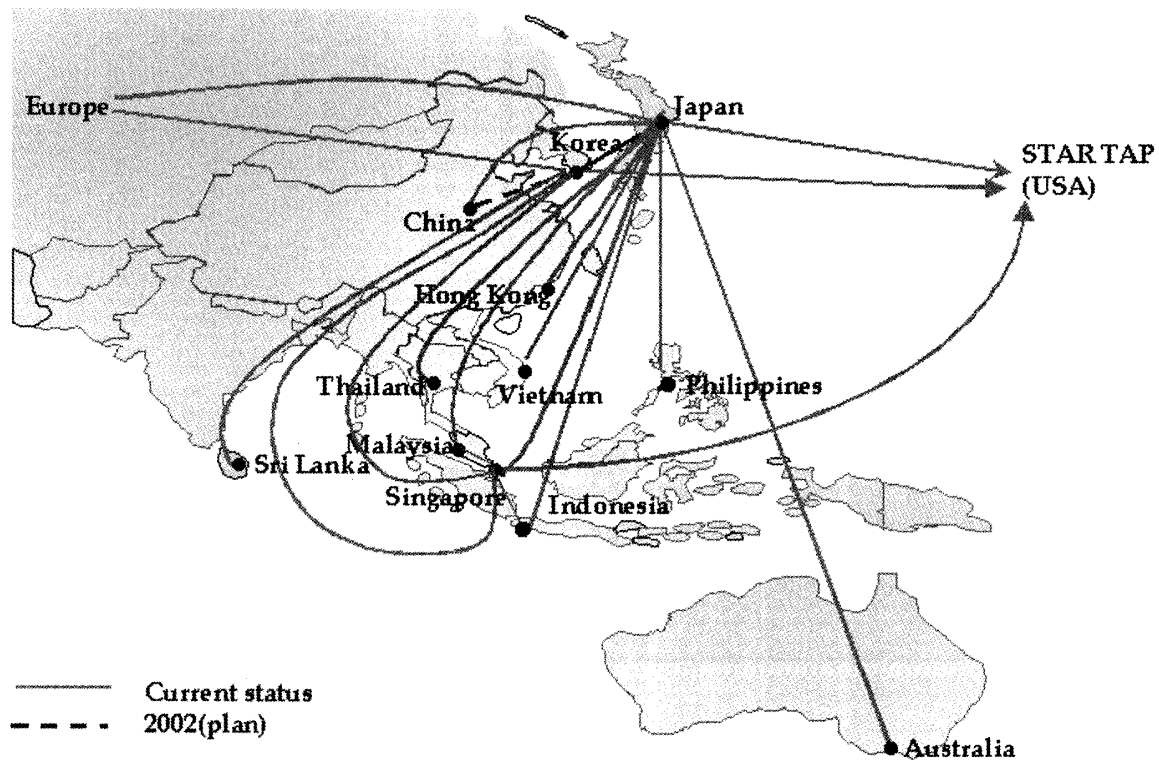 Europe
Japan
Korea
STAR TAP
(USA)
China
Hong Kong
Thailand
Vietnam
Philippines
Malaysia
Sri Lanka
Singapore
Indonesia
Current status
2002(plan)
Australia